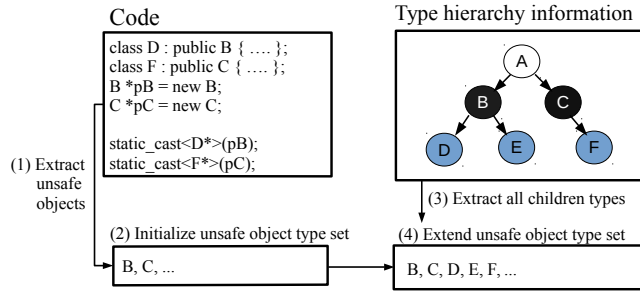 Code
class D : public B { .... };
class F : public C { .... };
B *pB = new B;
C *pC = new C;
static_cast<D*>(pB);
static_cast<F*>(pC);
Type hierarchy information
A
B
C
D
E
F
(1) Extract
unsafe
objects
(3) Extract all children types
(2) Initialize unsafe object type set
B, C, ...
(4) Extend unsafe object type set
B, C, D, E, F, ...